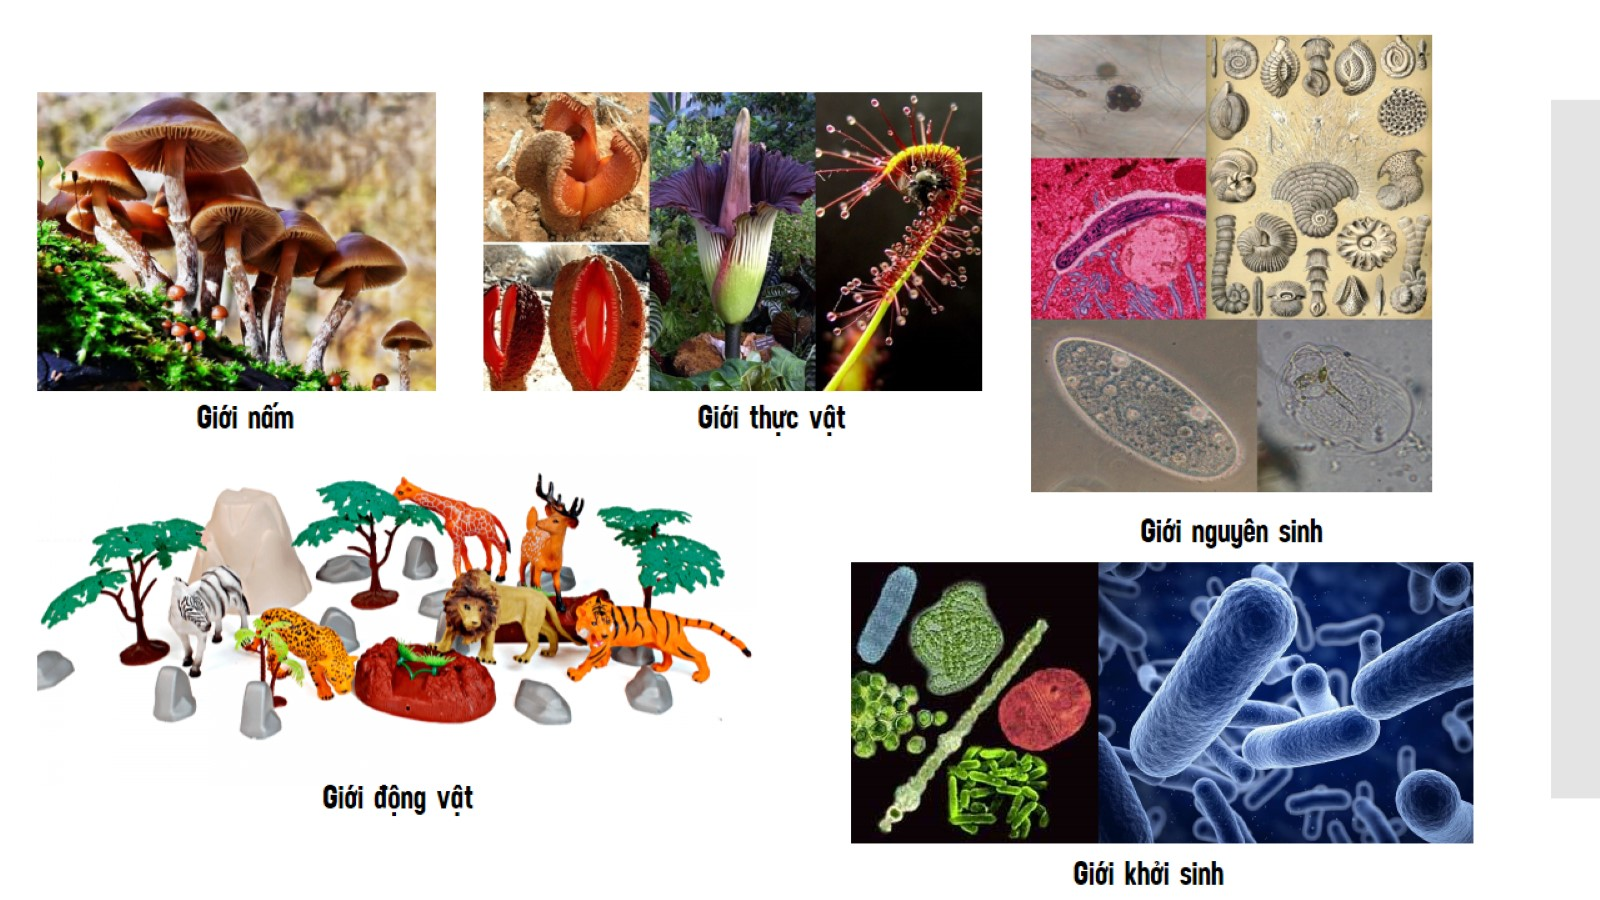 Giới nấm
Giới thực vật
Giới nguyên sinh
Giới động vật
Giới khởi sinh